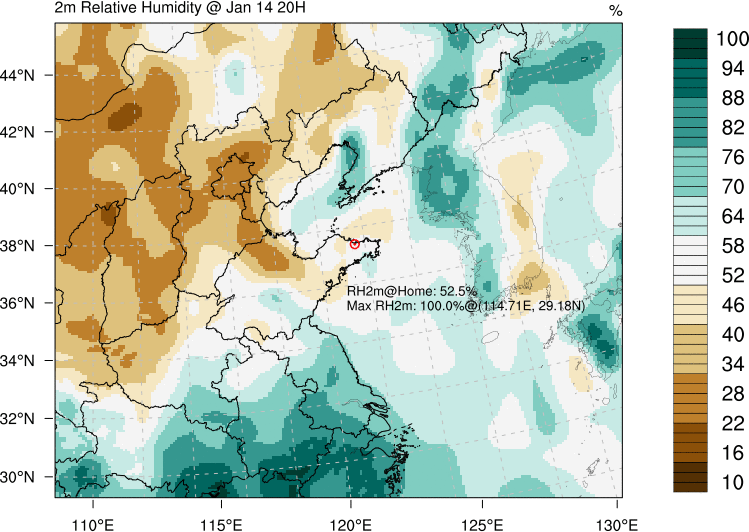 2m Relative Humidity @ Jan 14 20H
%
44°N
42°N
40°N
38°N
36°N
34°N
32°N
30°N
RH2m@Home: 52.5%
Max RH2m: 100.0%@(114.71E, 29.18N)
110°E
115°E
120°E
125°E
130°E
100
94
88
82
76
70
64
58
52
46
40
34
28
22
16
10